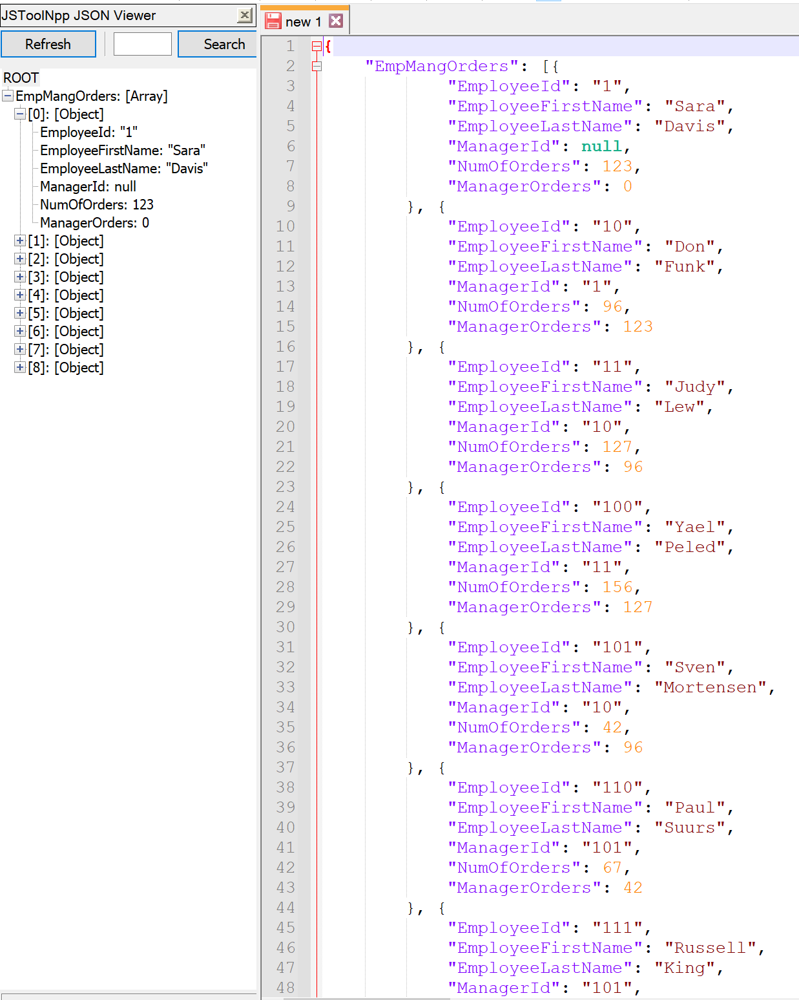 JSToolNpp JSON Viewer
Refresh
Search
ROOT
EmpMangOrders: [Array]
[0]: [Object]
EmployeeId: "1"
EmployeeFirstName: "Sara"
EmployeeLastName: "Davis"
ManagerId: null
NumOfOrders: 123
ManagerOrders: 0
[1]: [Object]
[2]: [Object]
[3]: [Object]
[4]: [Object]
[5]: [Object]
[6]: [Object]
[7]: [Object]
[8]: [Object]
new 1
1 {
2 "EmpMangOrders": [{
3 "EmployeeId": "1",
4 "EmployeeFirstName": "Sara",
5 "EmployeeLastName": "Davis",
6 "ManagerId": null,
7 "NumOfOrders": 123,
8 "ManagerOrders": 0
9 }, {
10 "EmployeeId": "10",
11 "EmployeeFirstName": "Don",
12 "EmployeeLastName": "Funk",
13 "ManagerId": "1",
14 "NumOfOrders": 96,
15 "ManagerOrders": 123
16 }, {
17 "EmployeeId": "11",
18 "EmployeeFirstName": "Judy",
19 "EmployeeLastName": "Lew",
20 "ManagerId": "10",
21 "NumOfOrders": 127,
22 "ManagerOrders": 96
23 }, {
24 "EmployeeId": "100",
25 "EmployeeFirstName": "Yael",
26 "EmployeeLastName": "Peled",
27 "ManagerId": "11",
28 "NumOfOrders": 156,
29 "ManagerOrders": 127
30 }, {
31 "EmployeeId": "101",
32 "EmployeeFirstName": "Sven",
33 "EmployeeLastName": "Mortensen",
34 "ManagerId": "10",
35 "NumOfOrders": 42,
36 "ManagerOrders": 96
37 }, {
38 "EmployeeId": "110",
39 "EmployeeFirstName": "Paul",
40 "EmployeeLastName": "Suurs",
41 "ManagerId": "101",
42 "NumOfOrders": 67,
43 "ManagerOrders": 42
44 }, {
45 "EmployeeId": "111",
46 "EmployeeFirstName": "Russell",
47 "EmployeeLastName": "King",
48 "ManagerId": "101",